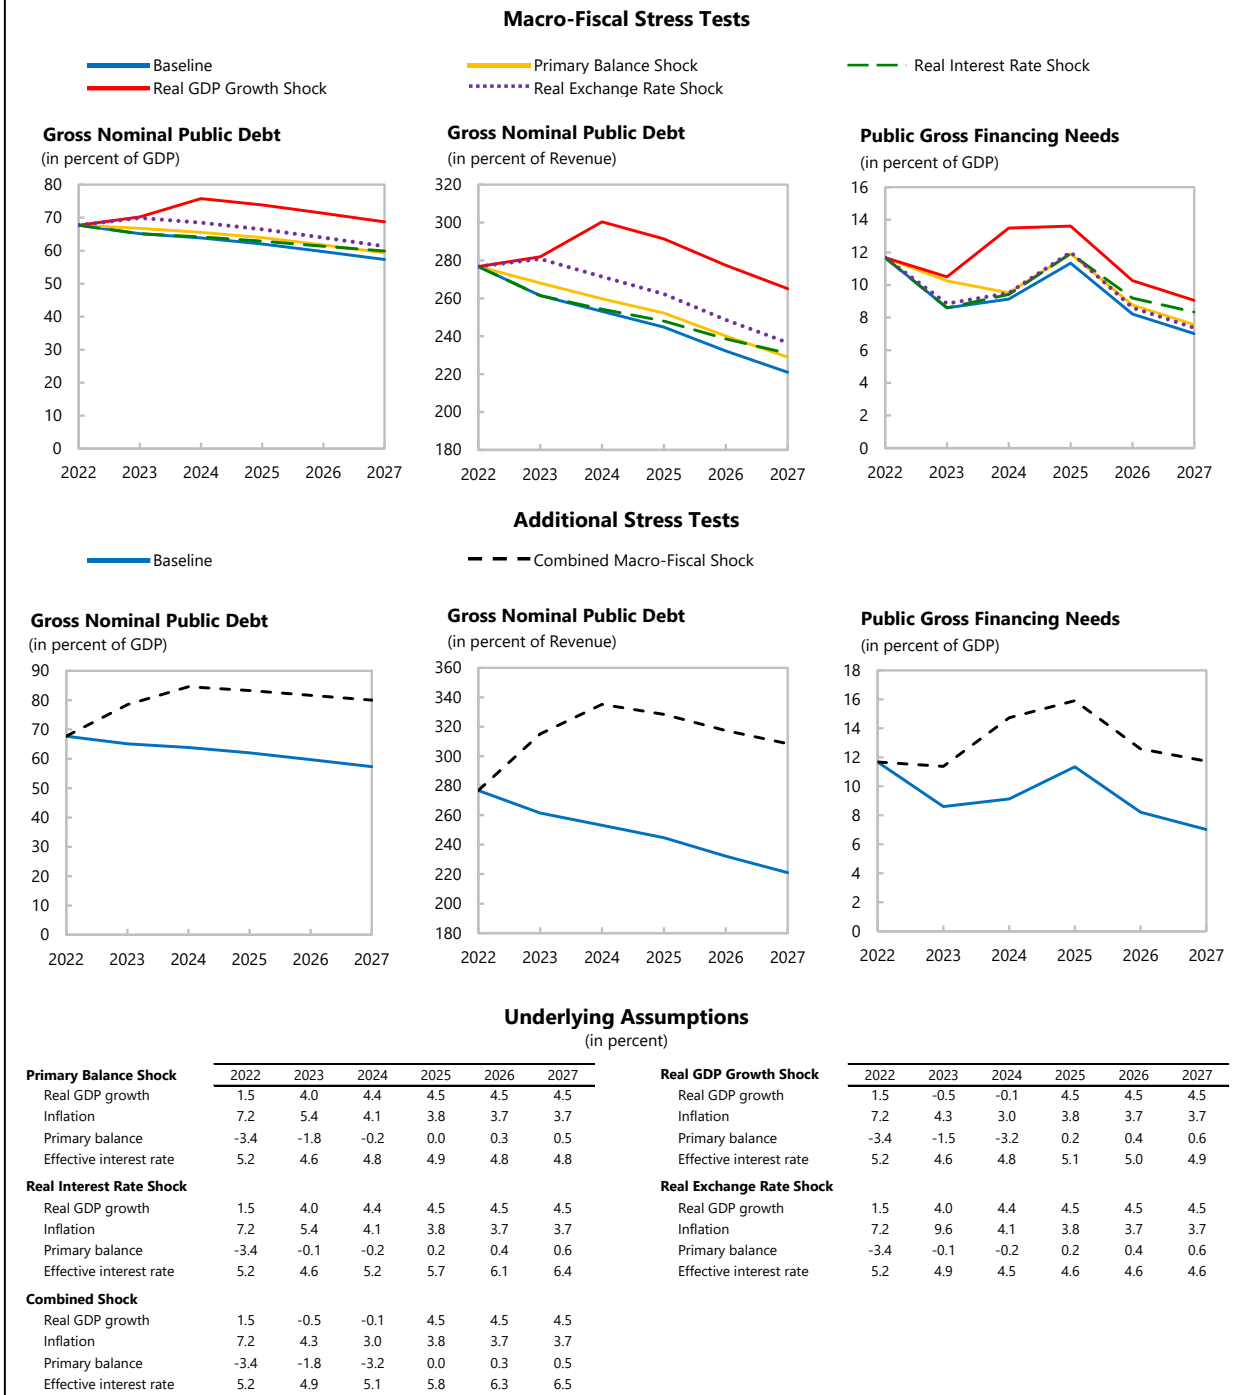 Macro-Fiscal Stress Tests
Baseline
Primary Balance Shock
Real Interest Rate Shock
Real GDP Growth Shock
Real Exchange Rate Shock
Gross Nominal Public Debt
(in percent of GDP)
80
70
60
50
40
30
20
10
0
2022 2023 2024 2025 2026 2027
Gross Nominal Public Debt
(in percent of Revenue)
320
300
280
260
240
220
200
180
2022 2023 2024 2025 2026 2027
Public Gross Financing Needs
(in percent of GDP)
16
14
12
10
8
6
4
2
0
2022 2023 2024 2025 2026 2027
Additional Stress Tests
Baseline
Combined Macro-Fiscal Shock
Gross Nominal Public Debt
(in percent of GDP)
90
80
70
60
50
40
30
20
10
0
2022 2023 2024 2025 2026 2027
Gross Nominal Public Debt
(in percent of Revenue)
360
340
320
300
280
260
240
220
200
180
2022 2023 2024 2025 2026 2027
Public Gross Financing Needs
(in percent of GDP)
18
16
14
12
10
8
6
4
2
0
2022 2023 2024 2025 2026 2027
Underlying Assumptions
(in percent)
Primary Balance Shock 2022 2023 2024 2025 2026 2027
Real GDP growth 1.5 4.0 4.4 4.5 4.5 4.5
Inflation 7.2 5.4 4.1 3.8 3.7 3.7
Primary balance -3.4 -1.8 -0.2 0.0 0.3 0.5
Effective interest rate 5.2 4.6 4.8 4.9 4.8 4.8
Real Interest Rate Shock
Real GDP growth 1.5 4.0 4.4 4.5 4.5 4.5
Inflation 7.2 5.4 4.1 3.8 3.7 3.7
Primary balance -3.4 -0.1 -0.2 0.2 0.4 0.6
Effective interest rate 5.2 4.6 5.2 5.7 6.1 6.4
Combined Shock
Real GDP growth 1.5 -0.5 -0.1 4.5 4.5 4.5
Inflation 7.2 4.3 3.0 3.8 3.7 3.7
Primary balance -3.4 -1.8 -3.2 0.0 0.3 0.5
Effective interest rate 5.2 4.9 5.1 5.8 6.3 6.5
Real GDP Growth Shock 2022 2023 2024 2025 2026 2027
Real GDP growth 1.5 -0.5 -0.1 4.5 4.5 4.5
Inflation 7.2 4.3 3.0 3.8 3.7 3.7
Primary balance -3.4 -1.5 -3.2 0.2 0.4 0.6
Effective interest rate 5.2 4.6 4.8 5.1 5.0 4.9
Real Exchange Rate Shock
Real GDP growth 1.5 4.0 4.4 4.5 4.5 4.5
Inflation 7.2 9.6 4.1 3.8 3.7 3.7
Primary balance -3.4 -0.1 -0.2 0.2 0.4 0.6
Effective interest rate 5.2 4.9 4.5 4.6 4.6 4.6